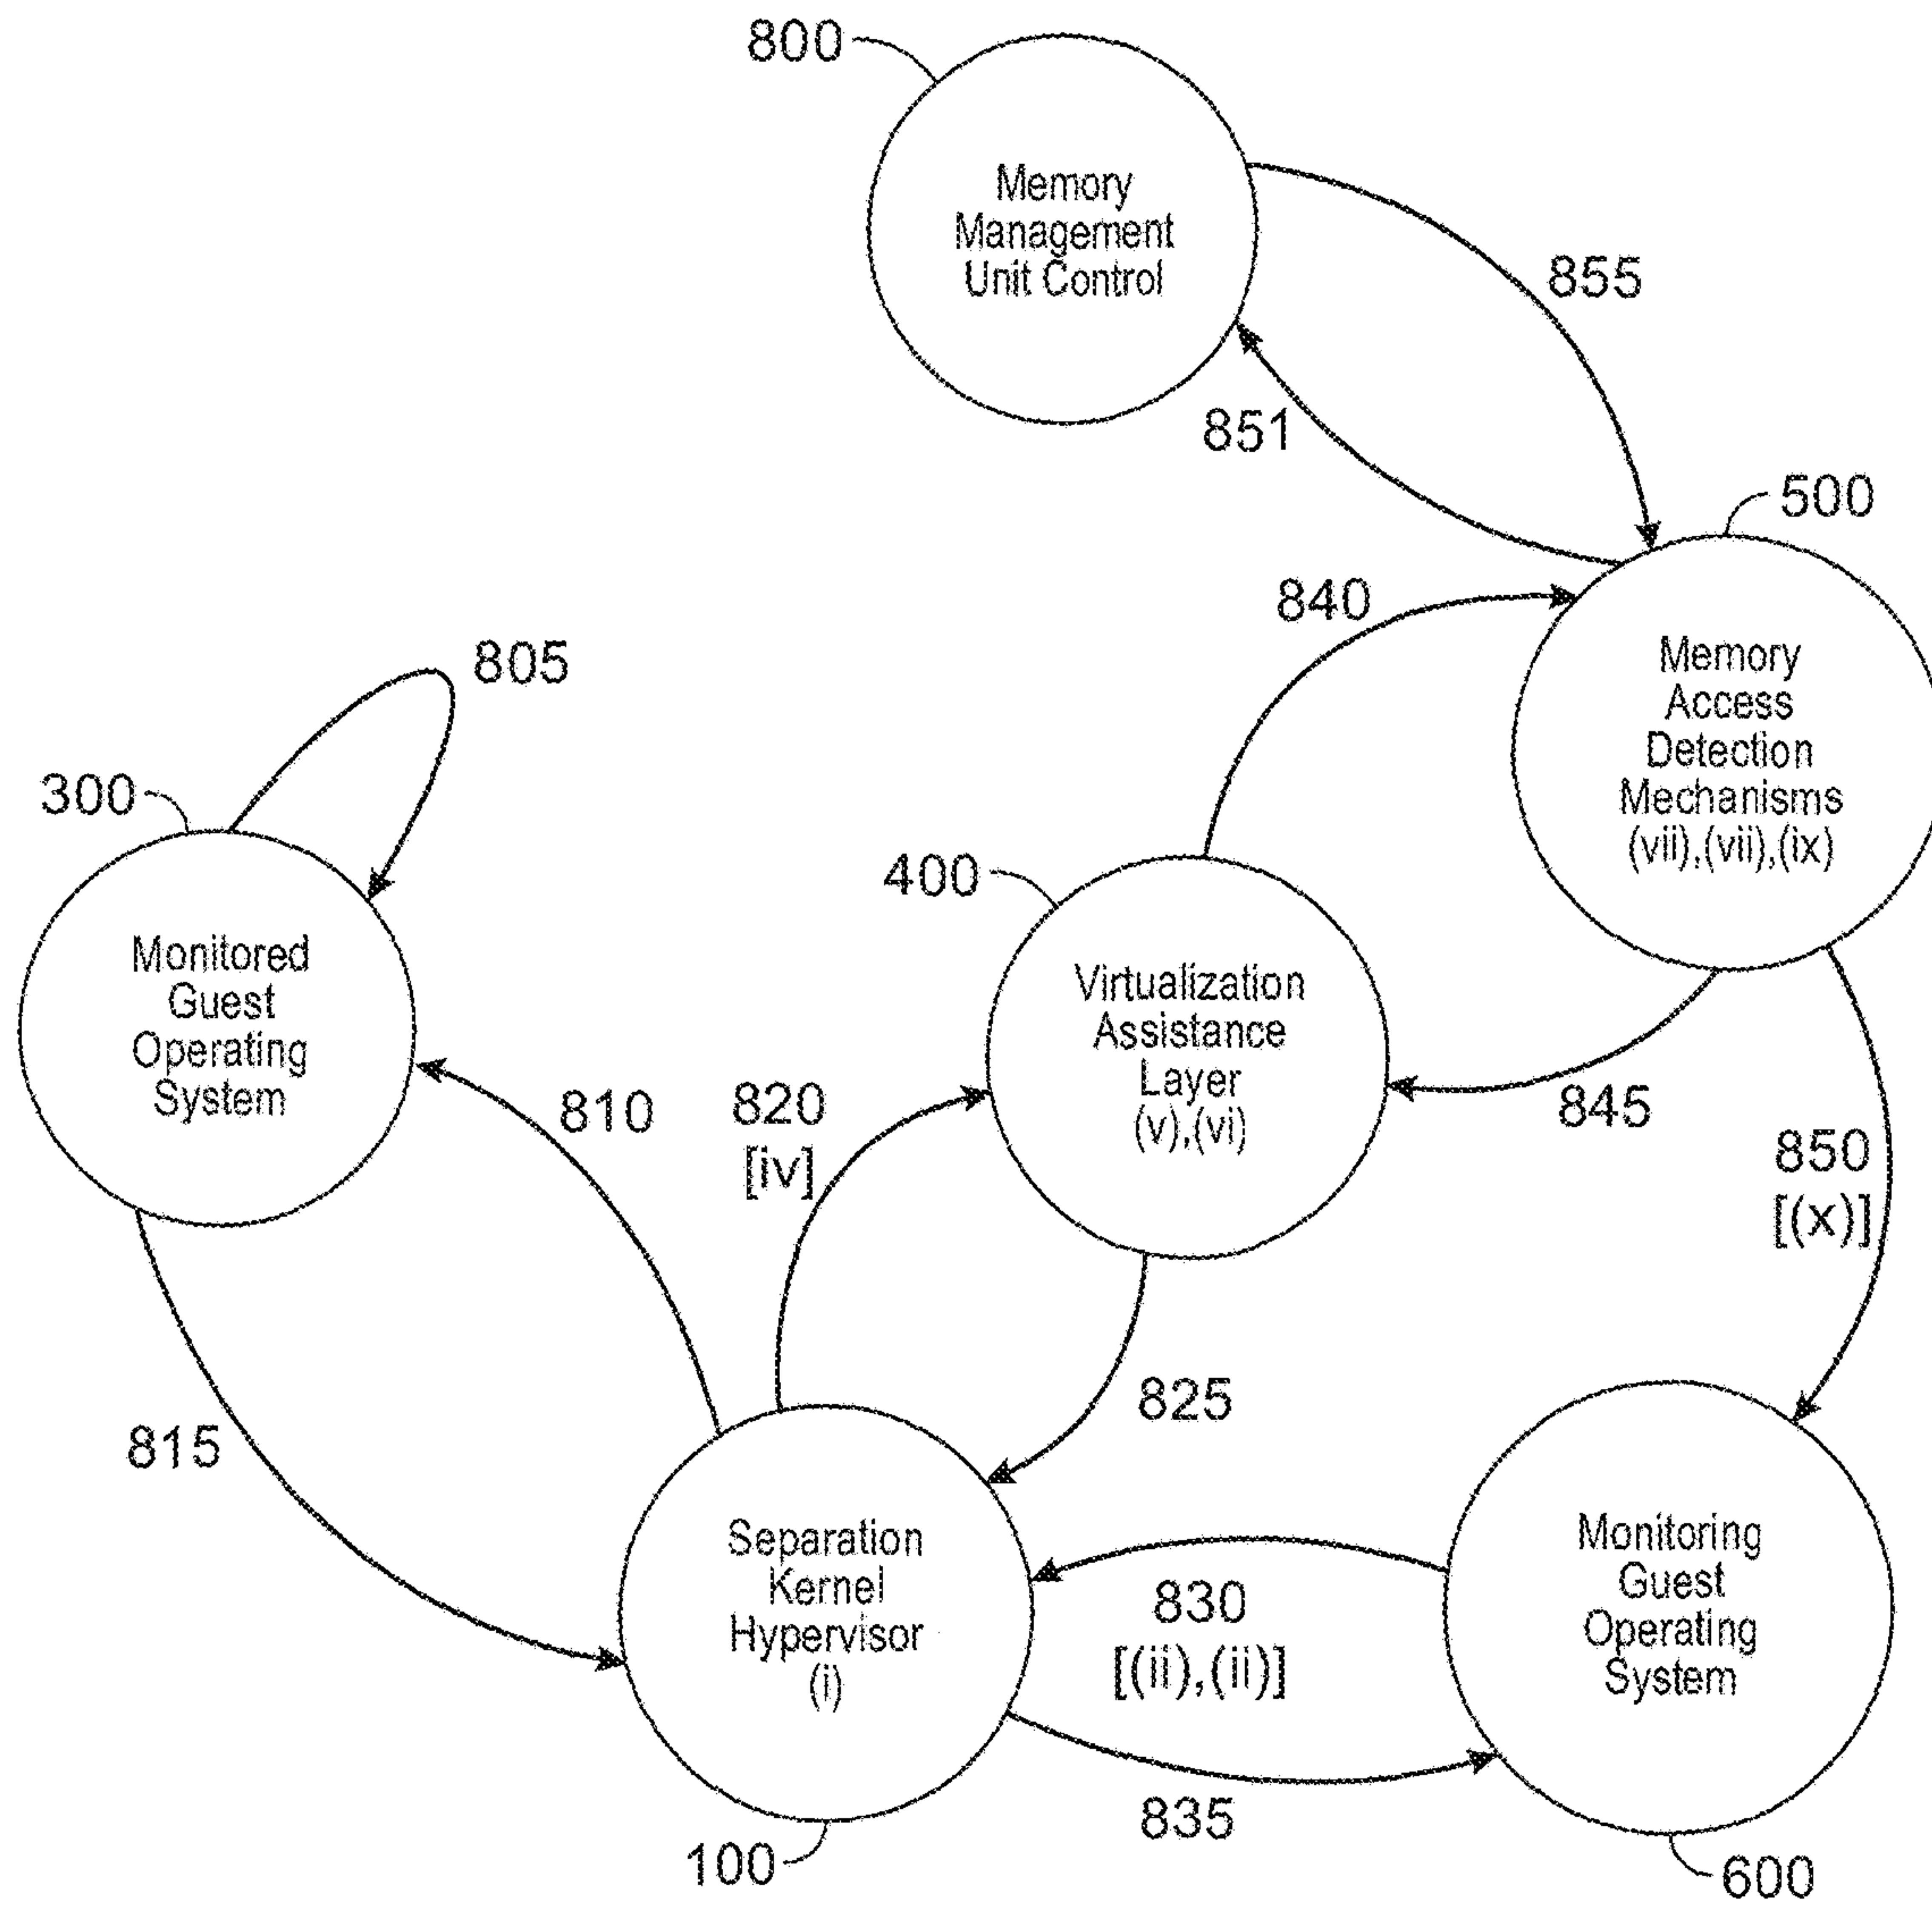 800
Memory
Management
Unit Control
855
851
500
840
Memory
Access
Detection
Mechanisms
(vii),(vii),(ix)
805
300
Monitored
Guest
Operating
System
400
Virtualization
Assistance
Layer
(v),(vi)
810
820
[iv]
845
850
[(x)]
815
825
Separation
Kernel
Hypervisor
(i)
830
[(ii),(ii)]
Monitoring
Guest
Operating
System
835
100
600